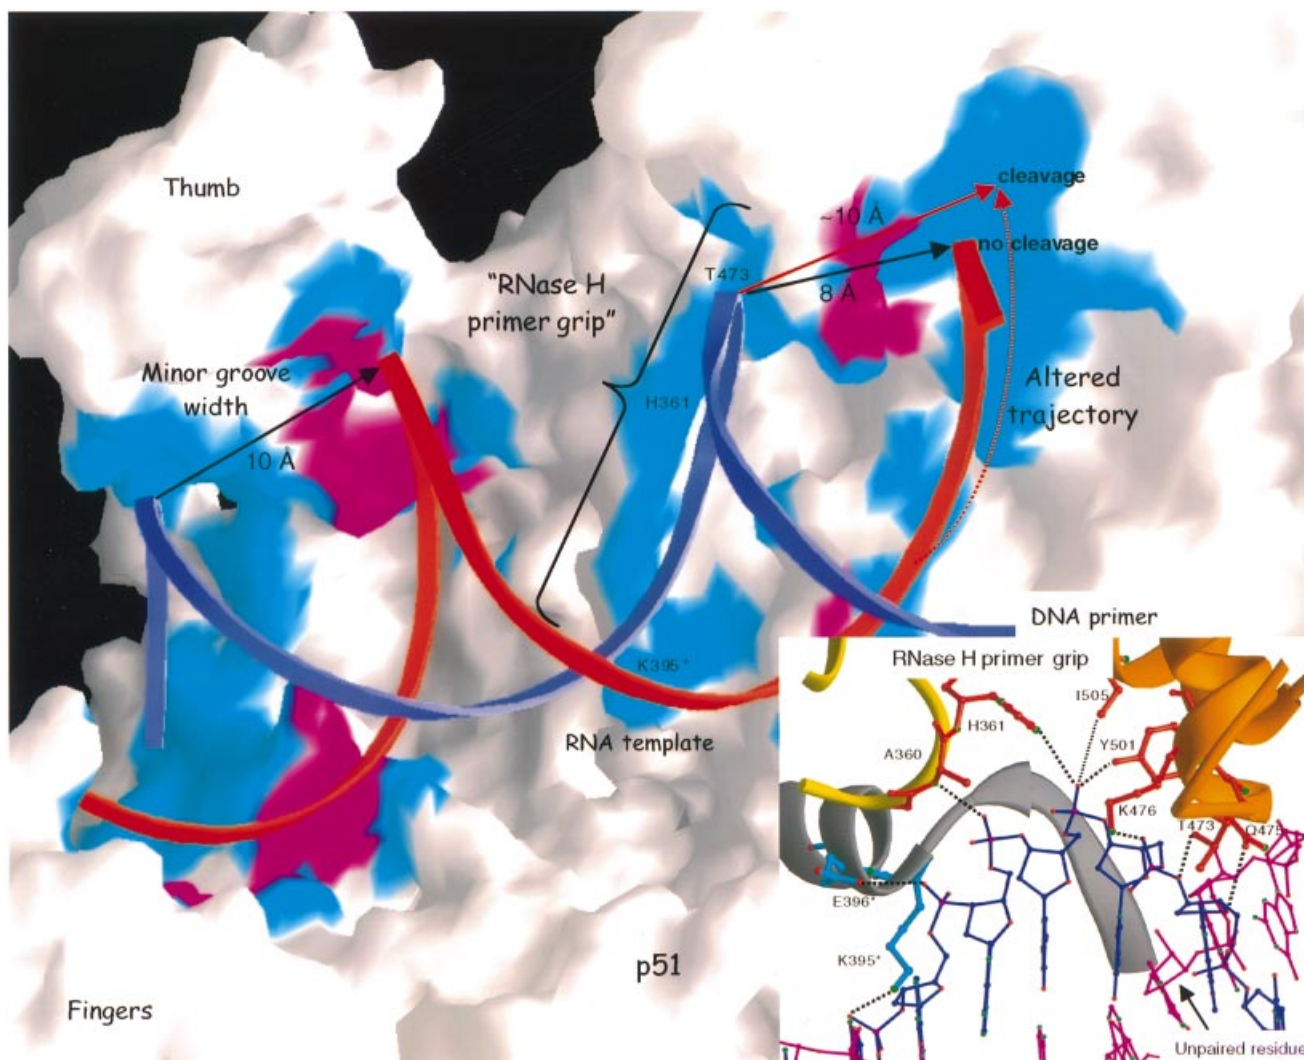 Thumb
cleavage
~10 Å
no cleavage
T473
8 Å
"RNase H
primer grip"
Minor groove
width
H361
Altered
trajectory
10 Å
DNA primer
K395*
RNA template
RNase H primer grip
I505
H361
A360
Y501
K476
T473
Q475
E396*
K395*
p51
Fingers
Unpaired residue